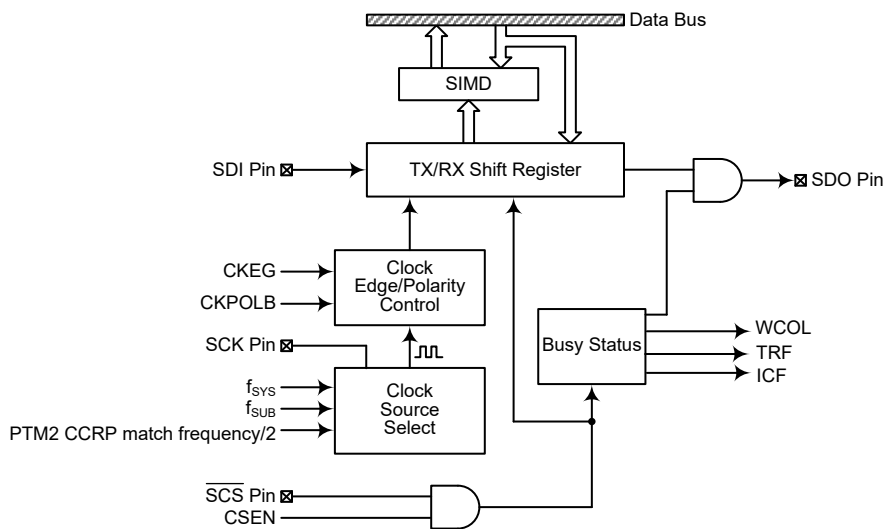 Data Bus
SIMD
SDI Pin
TX/RX Shift Register
SDO Pin
CKEG
CKPOLB
Clock
Edge/Polarity
Control
SCK Pin
Busy Status
WCOL
TRF
ICF
fSYS
fSUB
PTM2 CCRP match frequency/2
Clock
Source
Select
SCS Pin
CSEN